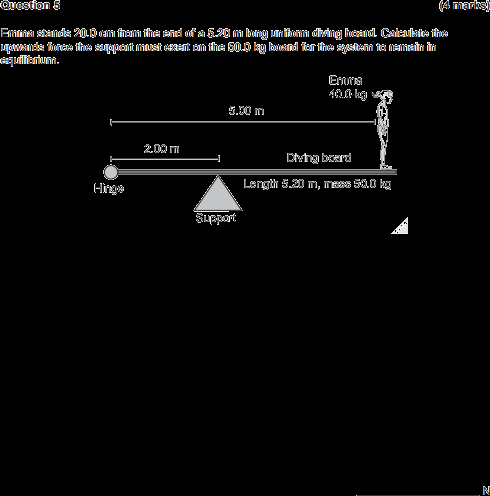 Question 5 (4 marks)
Emma stands 20.0 cm from the end of a 5.20 m long uniform diving board. Calculate the
upwards force the support must exert on the 50.0 kg board for the system to remain in
equilibrium.
Emma
40.0 kg
5.00 m
2.00 m
Diving board
Hinge
Length 5.20 m, mass 50.0 kg
Support
N